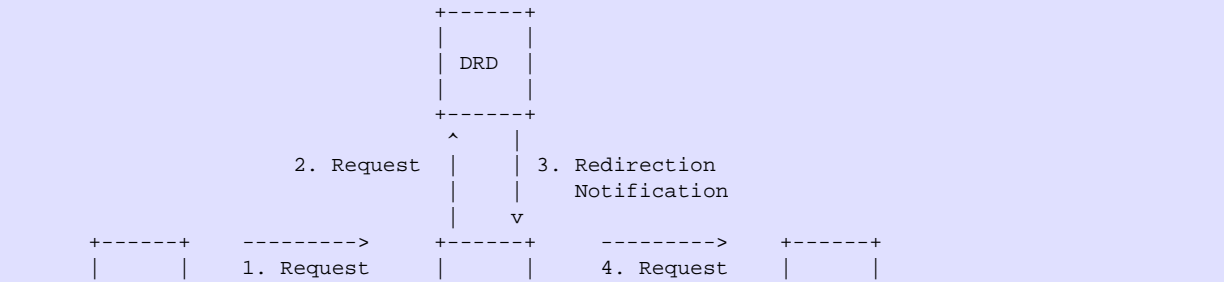 +------+
|      |
| DRD  |
|      |
+------+
^    |
2. Request  |    | 3. Redirection
|    |    Notification
|    v
+------+    --------->    +------+    --------->    +------+
|      |    1. Request    |      |    4. Request    |      |